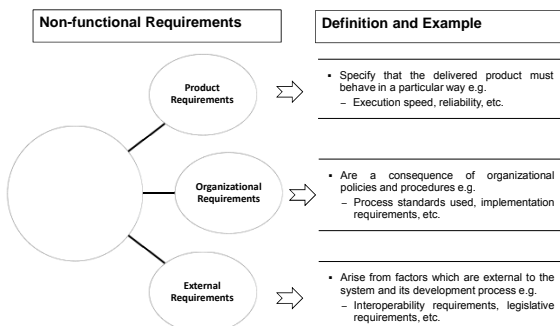 Non-functional Requirements
Definition and Example
Product
Requirements
▪ Specify that the delivered product must
behave in a particular way e.g.
– Execution speed, reliability, etc.
Organizational
Requirements
▪ Are a consequence of organizational
policies and procedures e.g.
– Process standards used, implementation
requirements, etc.
External
Requirements
▪ Arise from factors which are external to the
system and its development process e.g.
– Interoperability requirements, legislative
requirements, etc.